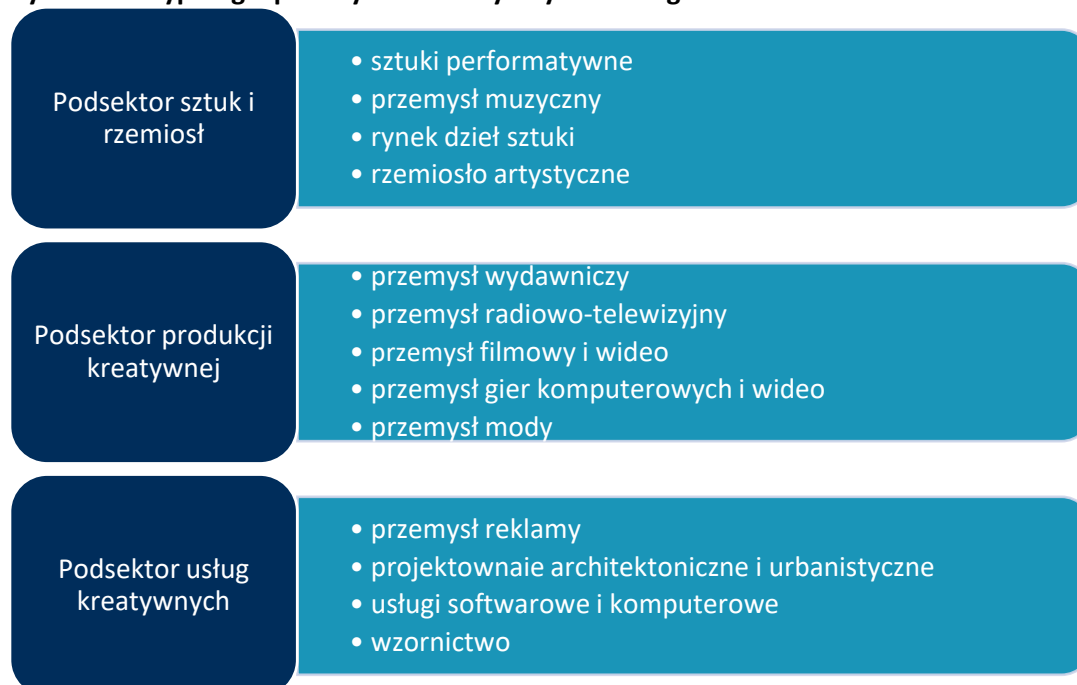 Podsektor sztuk i
rzemiosł
• sztuki performatywne
• przemysł muzyczny
• rynek dzieł sztuki
• rzemiosło artystyczne
Podsektor produkcji
kreatywnej
• przemysł wydawniczy
• przemysł radiowo-telewizyjny
• przemysł filmowy i wideo
• przemysł gier komputerowych i wideo
• przemysł mody
Podsektor usług
kreatywnych
• przemysł reklamy
• projektownaie architektoniczne i urbanistyczne
• usługi softwarowe i komputerowe
• wzornictwo